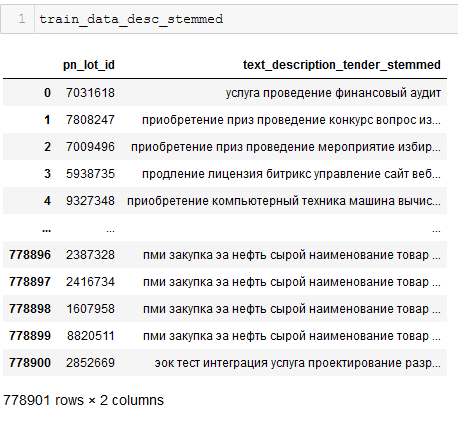 1 train_data_desc_stemmed
pn_lot_id text_description_tender_stemmed
0 7031618 услуга проведение финансовый аудит
1 7808247 приобретение приз проведение конкурс вопрос из...
2 7009496 приобретение приз проведение мероприятие избир...
3 5938735 продление лицензия битрикс управление сайт веб...
4 9327348 приобретение компьютерный техника машина вычис...
... ... ...
778896 2387328 пми закупка эа нефть сырой наименование товар ...
778897 2416734 пми закупка эа нефть сырой наименование товар ...
778898 1607958 пми закупка эа нефть сырой наименование товар ...
778899 8820511 пми закупка эа нефть сырой наименование товар ...
778900 2852669 эок тест интеграция услуга проектирование разр...
778901 rows × 2 columns